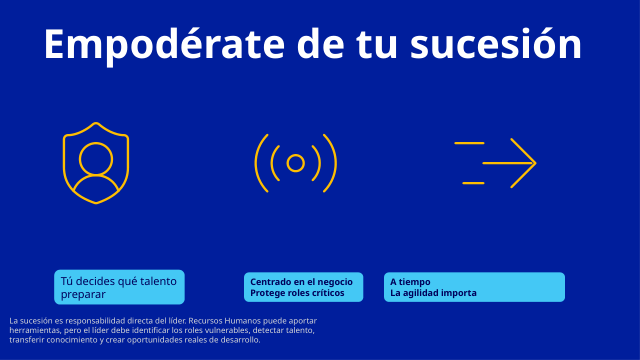 Empodérate de tu sucesión
Tú decides qué talento
preparar
Centrado en el negocio
Protege roles críticos
A tiempo
La agilidad importa
La sucesión es responsabilidad directa del líder. Recursos Humanos puede aportar
herramientas, pero el líder debe identificar los roles vulnerables, detectar talento,
transferir conocimiento y crear oportunidades reales de desarrollo.